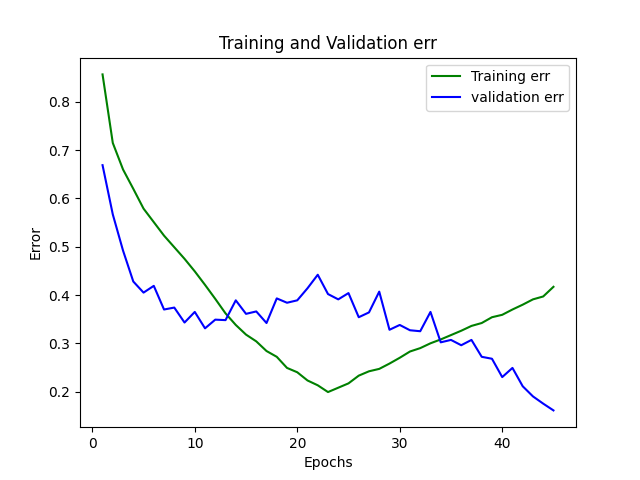 Training and Validation err
Training err
validation err
Error
0.8
0.7
0.6
0.5
0.4
0.3
0.2
0
10
20
30
40
Epochs